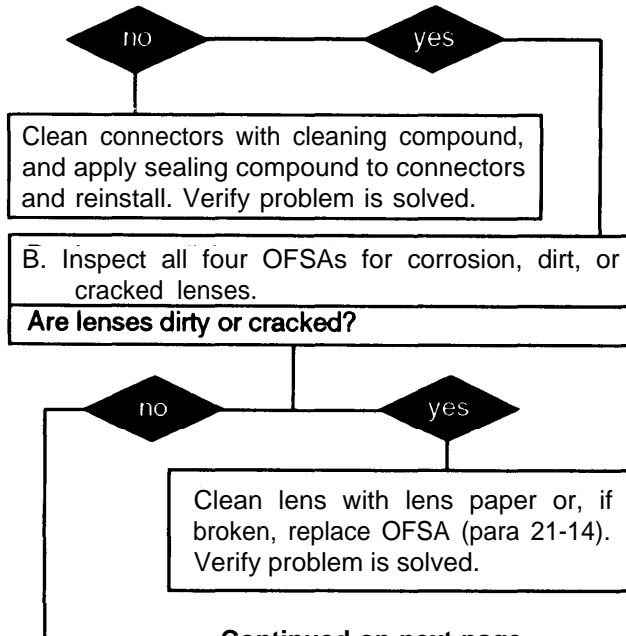 no yes
Clean connectors with cleaning compound,
and apply sealing compound to connectors
and reinstall. Verify problem is solved.
B. Inspect all four OFSAs for corrosion, dirt, or
cracked lenses.
Are lenses dirty or cracked?
no yes
Clean lens with lens paper or, if
broken, replace OFSA (para 21-14).
Verify problem is solved.
Continued on next page